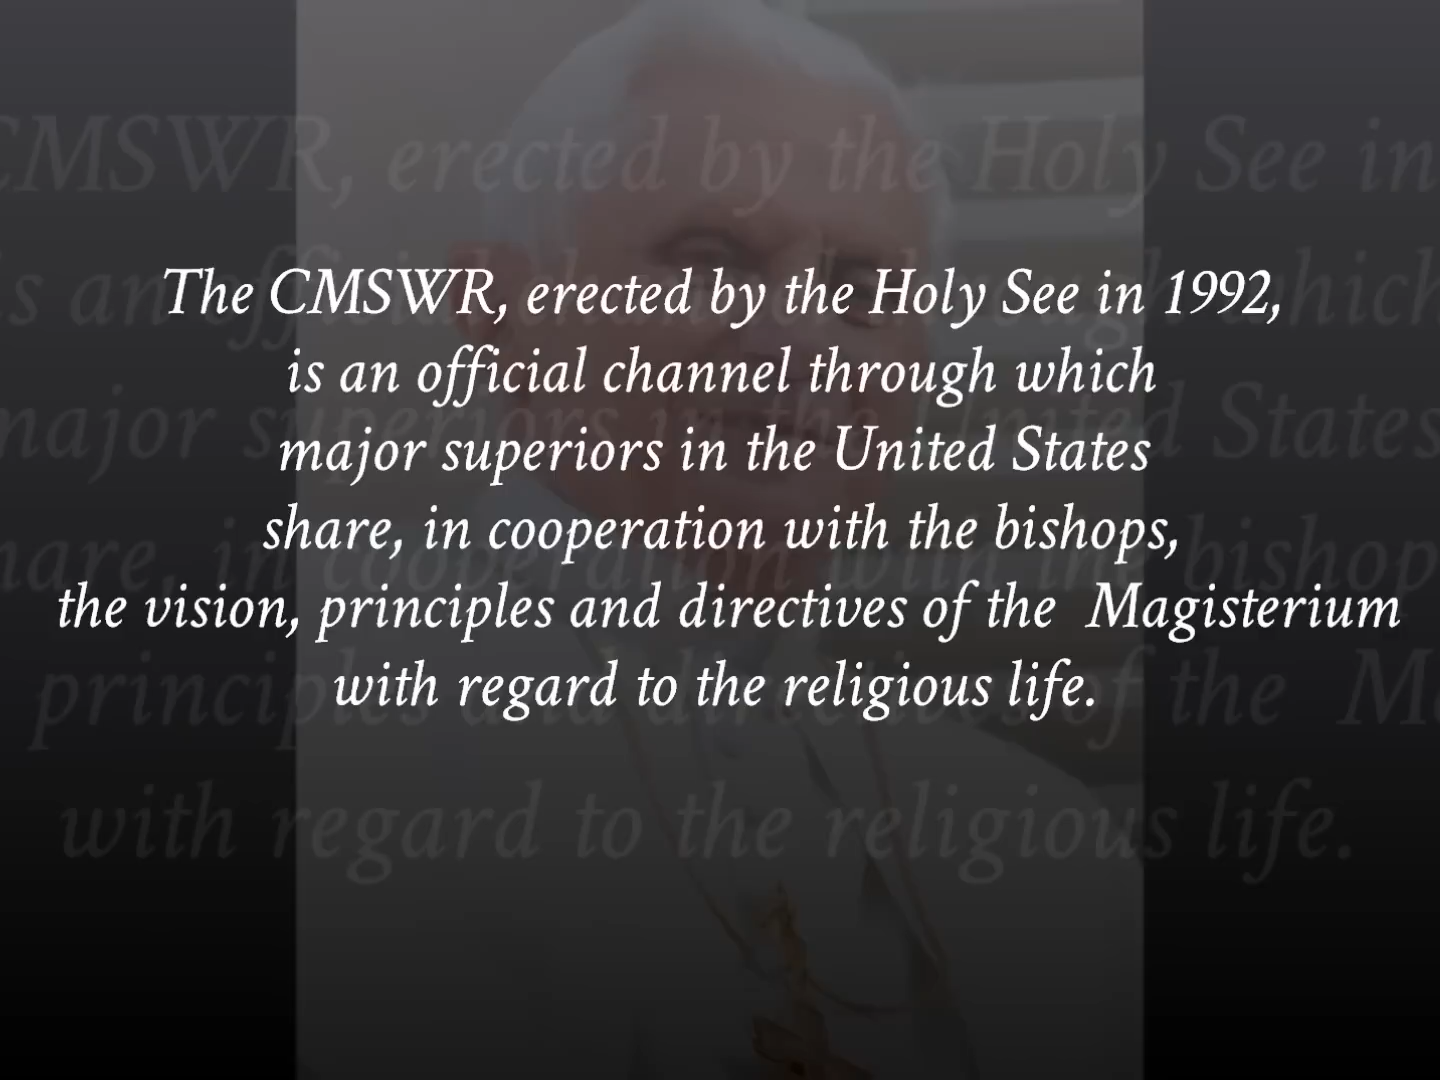 The CMSWR, erected by the Holy See in 1992,
is an official channel through which
major superiors in the United States
share, in cooperation with the bishops,
the vision, principles and directives of the  Magisterium
with regard to the religious life.